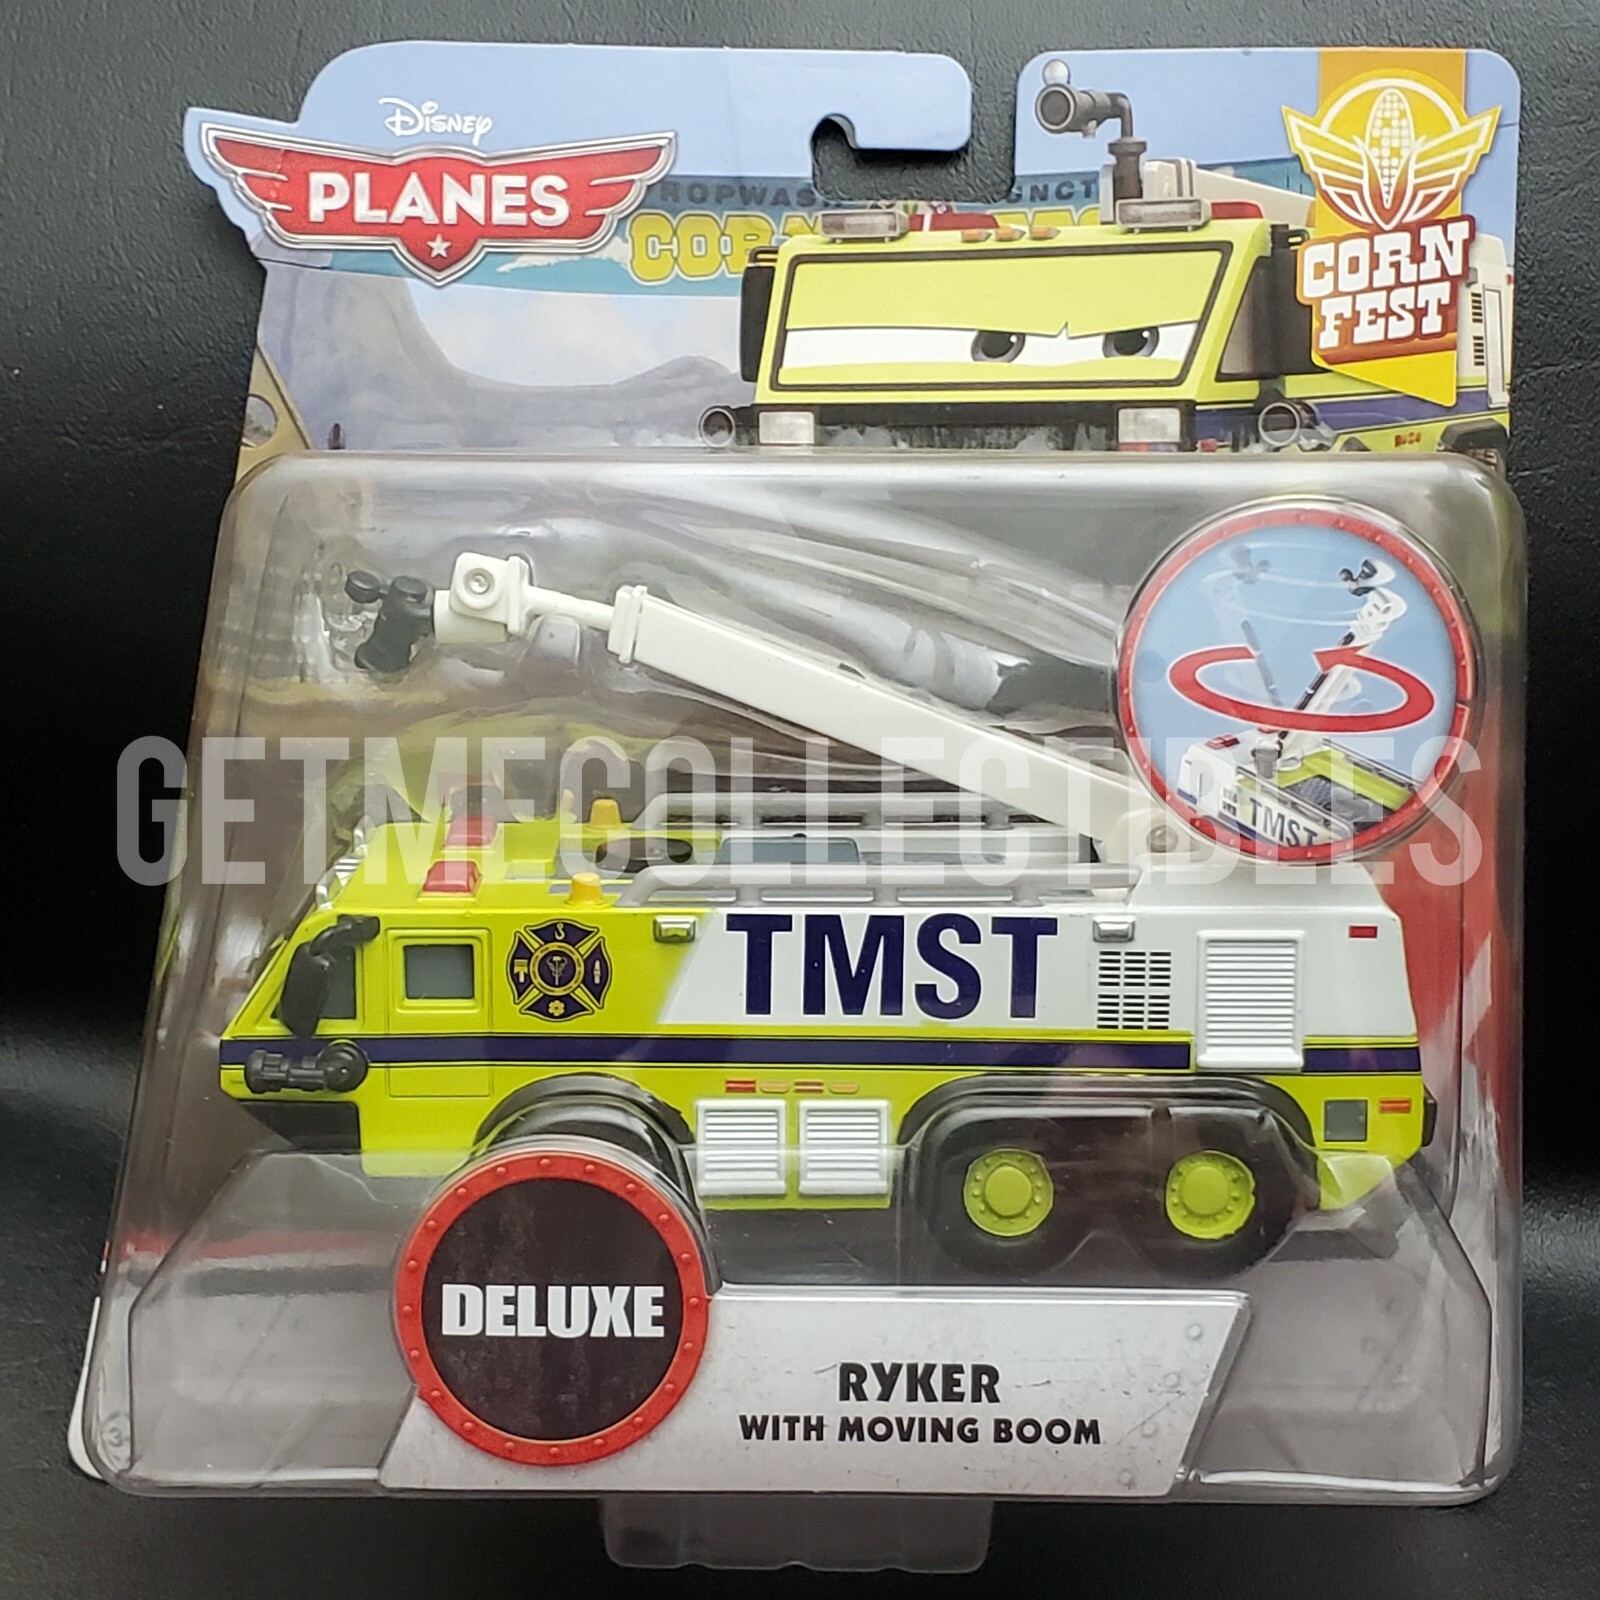 Disney
PLANES
CORN
FEST
GETMECOLLECTIBLES
TMST
TMST
DELUXE
RYKER
WITH MOVING BOOM